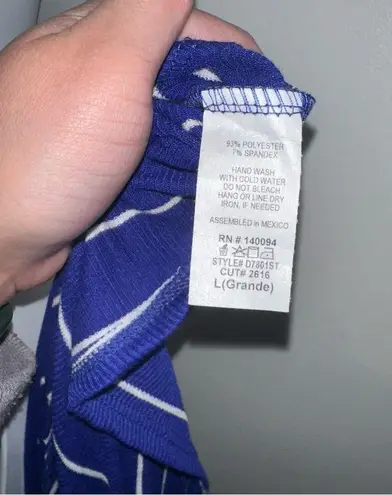 93% POLYESTER
7% SPANDEX
HAND WASH
WITH COLD WATER
DO NOT BLEACH
HANG OR LINE DRY
IRON, IF NEEDED
ASSEMBLED IN MEXICO
RN # 140094
STYLE# D7801ST
CUT# 2616
L(Grande)